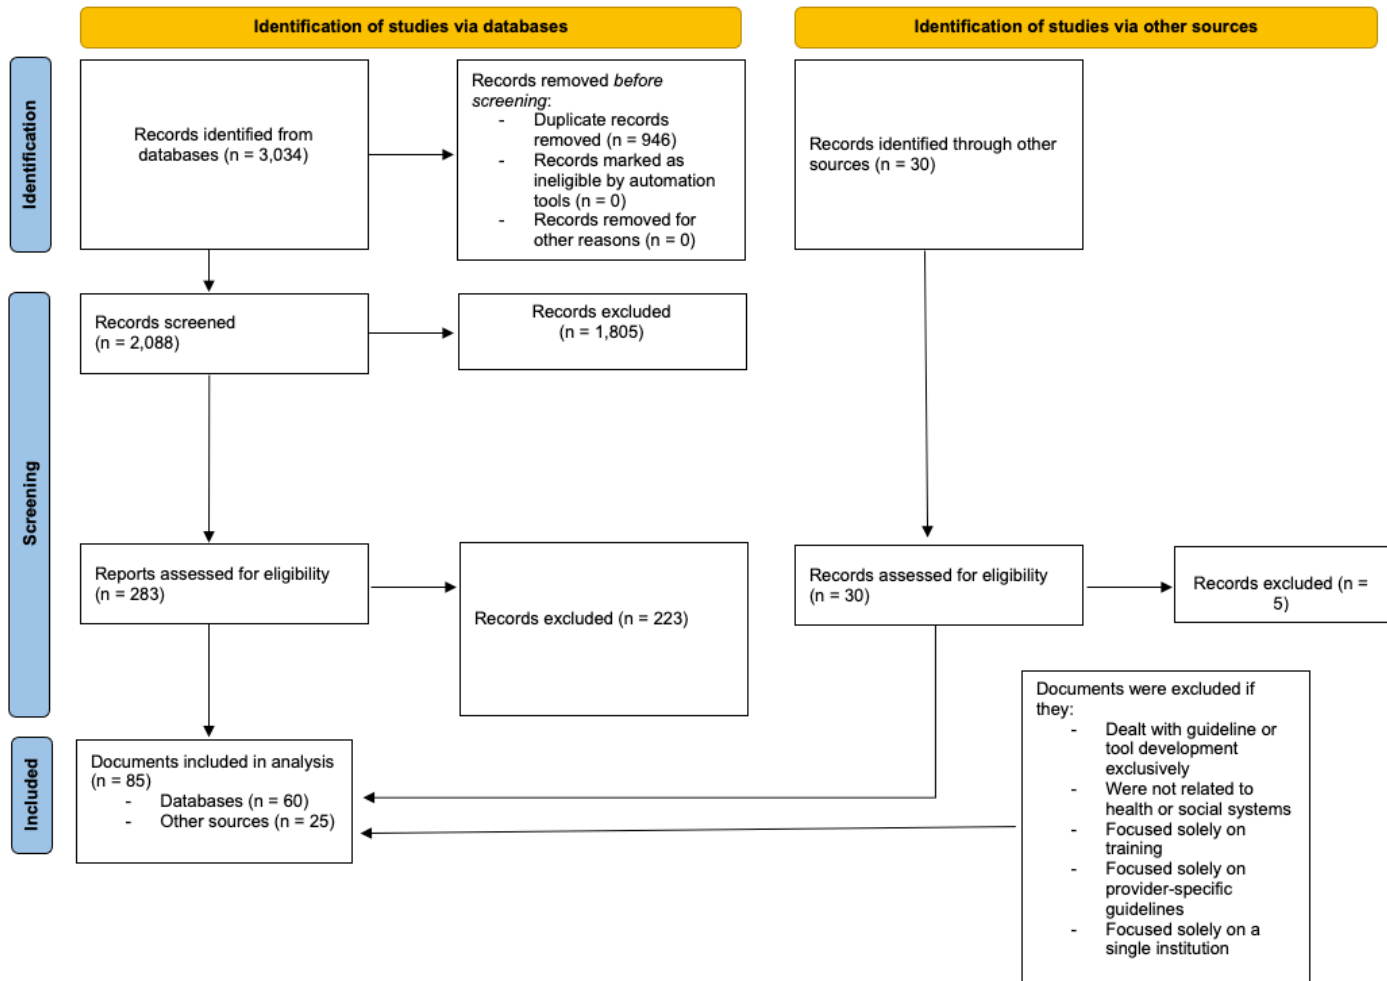 Identification of studies via databases
Identification of studies via other sources
Identification
Records identified from
databases (n = 3,034)
Records removed before
screening:
- Duplicate records
removed (n = 946)
- Records marked as
ineligible by automation
tools (n = 0)
- Records removed for
other reasons (n = 0)
Records identified through other
sources (n = 30)
Screening
Records screened
(n = 2,088)
Records excluded
(n = 1,805)
Reports assessed for eligibility
(n = 283)
Records excluded (n = 223)
Records assessed for eligibility
(n = 30)
Records excluded (n =
5)
Included
Documents included in analysis
(n = 85)
- Databases (n = 60)
- Other sources (n = 25)
Documents were excluded if
they:
- Dealt with guideline or
tool development
exclusively
- Were not related to
health or social systems
- Focused solely on
training
- Focused solely on
provider-specific
guidelines
- Focused solely on a
single institution